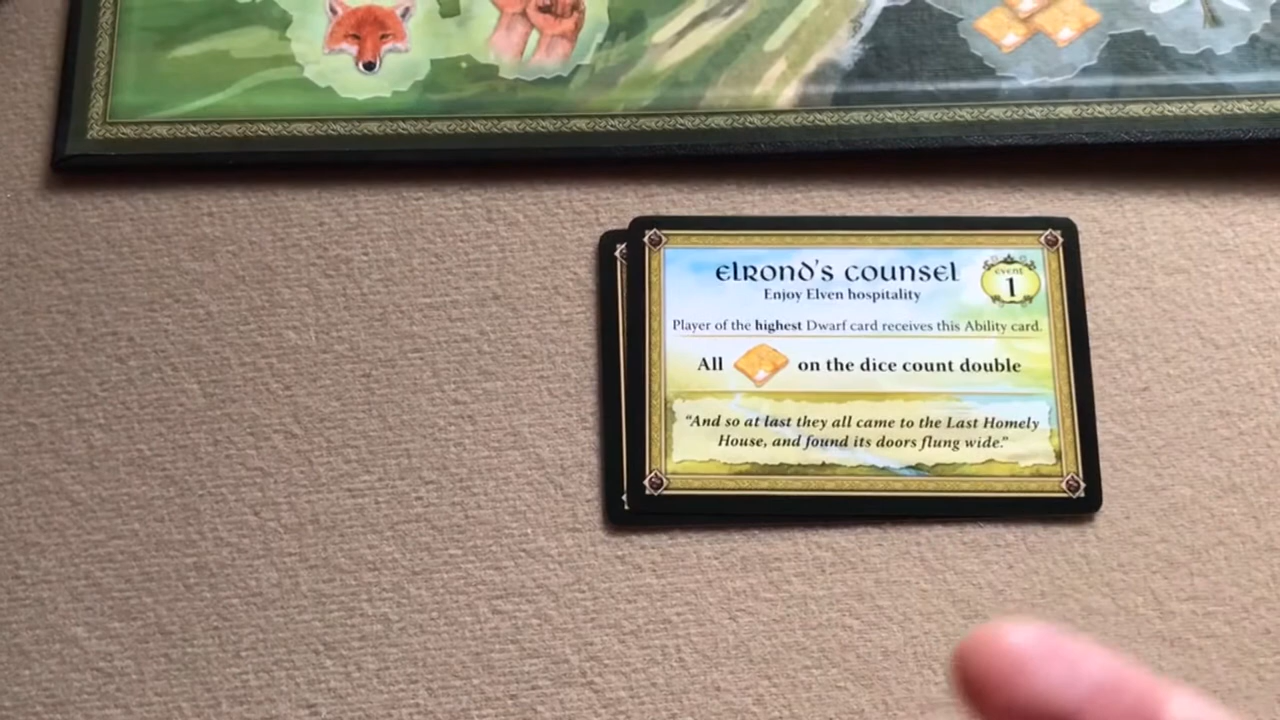 elrond's counsel
Enjoy Elven hospitality
event
1
Player of the highest Dwarf card receives this Ability card.
All on the dice count double
"And so at last they all came to the Last Homely
House, and found its doors flung wide."